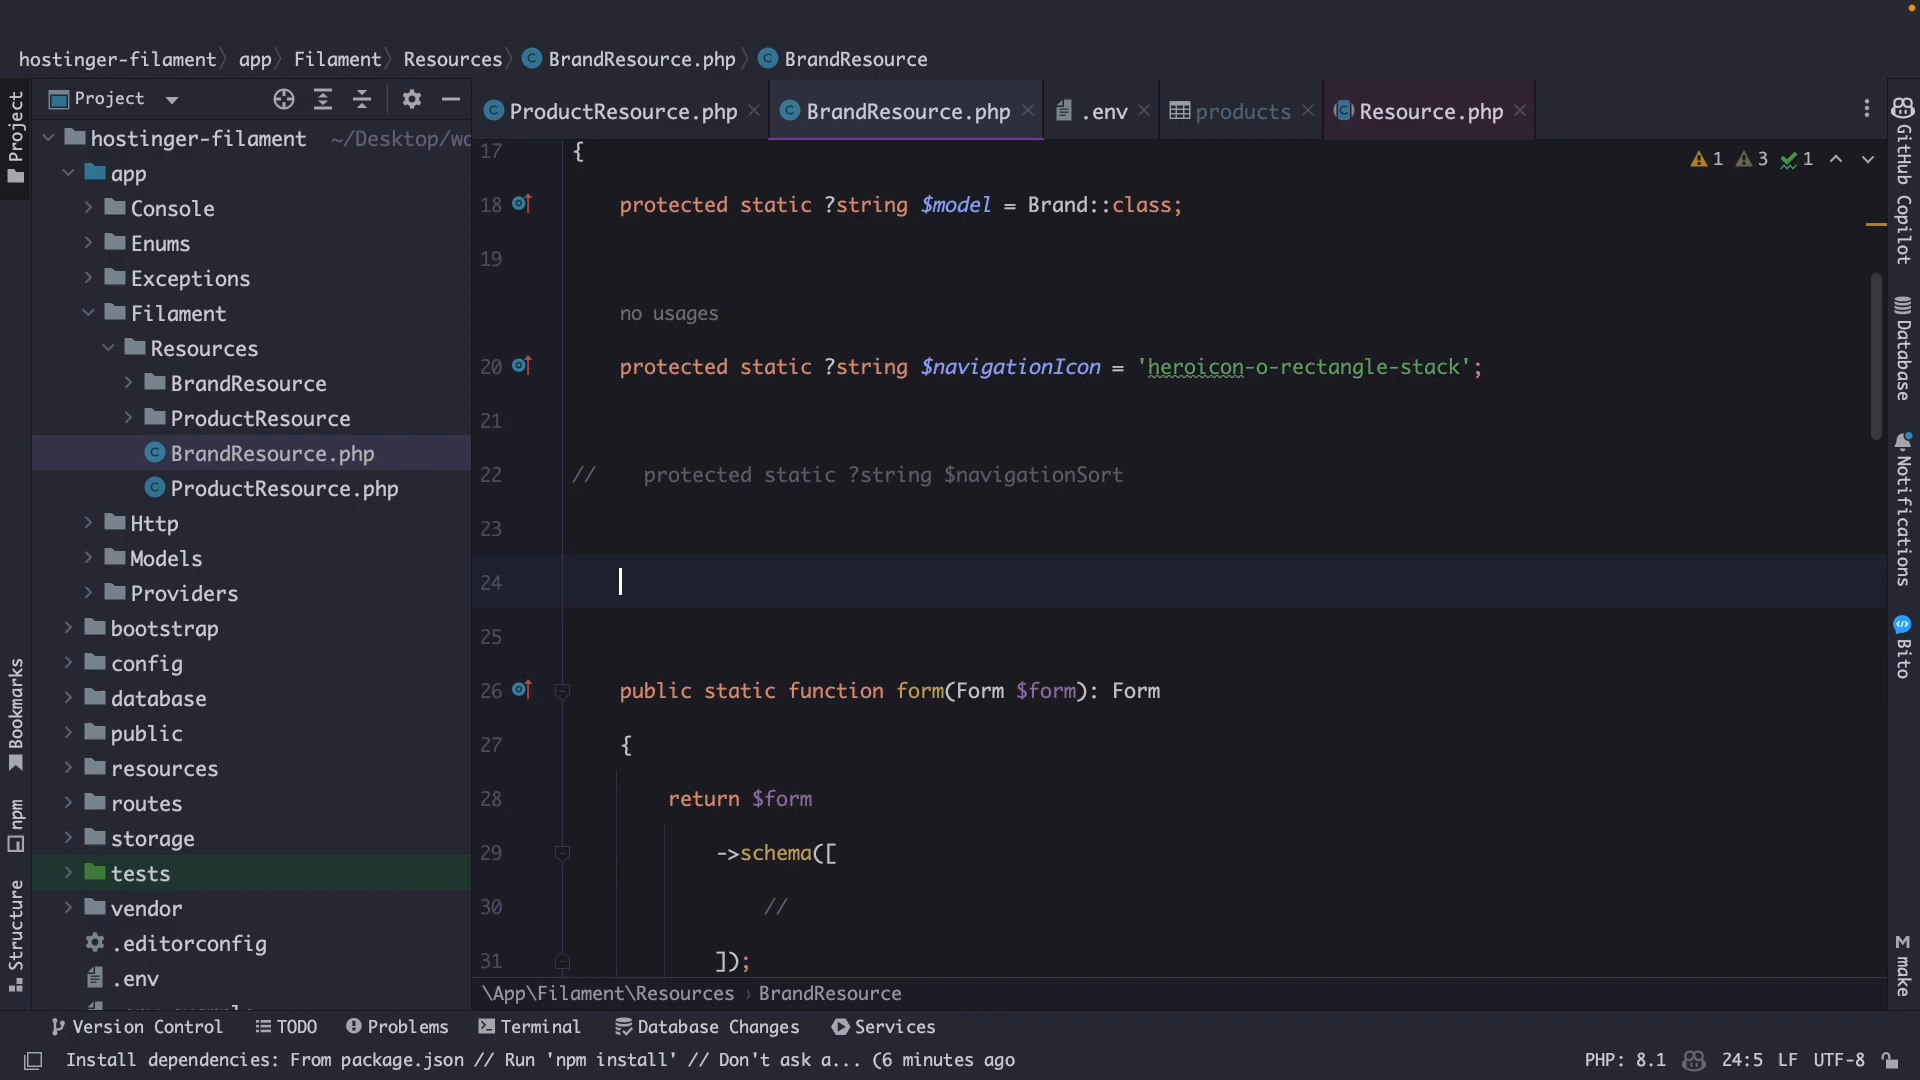 hostinger-filament
app
Filament
Resources
BrandResource.php
BrandResource
Project
Project
ProductResource.php
BrandResource.php
.env
products
Resource.php
hostinger-filament ~/Desktop/wo
app
Console
Enums
Exceptions
Filament
Resources
BrandResource
ProductResource
BrandResource.php
ProductResource.php
Http
Models
Providers
bootstrap
config
database
public
resources
routes
storage
tests
vendor
.editorconfig
.env
Bookmarks
npm
Structure
17 {
18 protected static ?string $model = Brand::class;
19
no usages
20 protected static ?string $navigationIcon = 'heroicon-o-rectangle-stack';
21
22 // protected static ?string $navigationSort
23
24
25
26 public static function form(Form $form): Form
27 {
28 return $form
29 ->schema([
30 //
31 ]);
1 3 1
GitHub Copilot
Database
Notifications
Bito
make
\App\Filament\Resources › BrandResource
Version Control
TODO
Problems
Terminal
Database Changes
Services
Install dependencies: From package.json // Run 'npm install' // Don't ask a... (6 minutes ago
PHP: 8.1 24:5 LF UTF-8